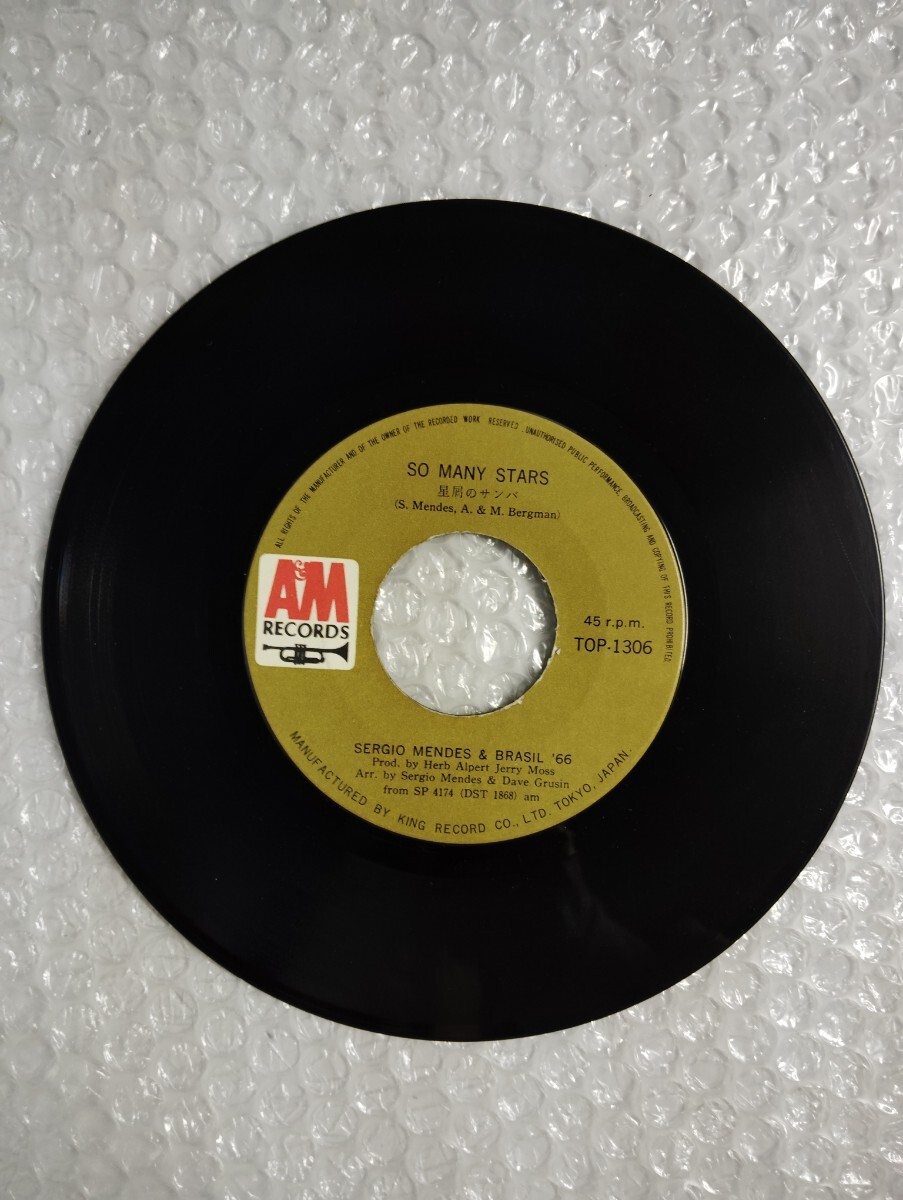 ALL RIGHTS OF THE MANUFACTURER AND OF THE OWNER OF THE RECORDED WORK RESERVED. UNAUTHORISED PUBLIC PERFORMANCE, BROADCASTING AND COPYING OF THIS RECORD PROHIBITED.
SO MANY STARS
星屑のサンバ
(S. Mendes, A. & M. Bergman)
A&M
RECORDS
45 r.p.m.
TOP-1306
SERGIO MENDES & BRASIL '66
Prod. by Herb Alpert Jerry Moss
Arr. by Sergio Mendes & Dave Grusin
from SP 4174 (DST 1868) am
MANUFACTURED BY KING RECORD CO., LTD. TOKYO, JAPAN.